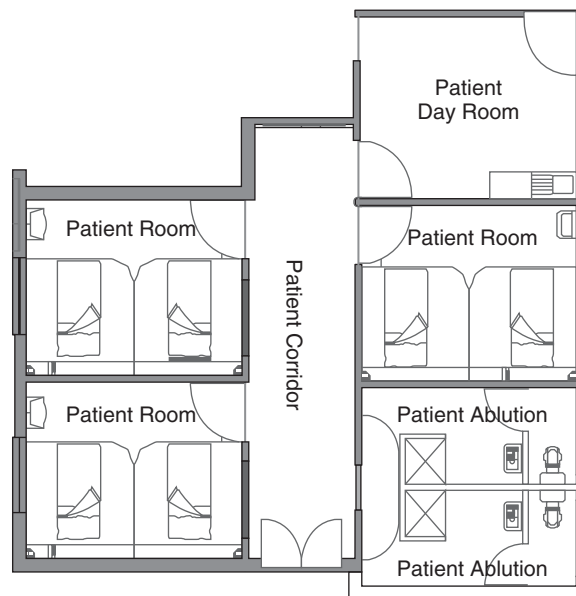 Patient
Day Room
Patient Room
Patient Room
Patient Corridor
Patient Room
Patient Ablution
Patient Ablution